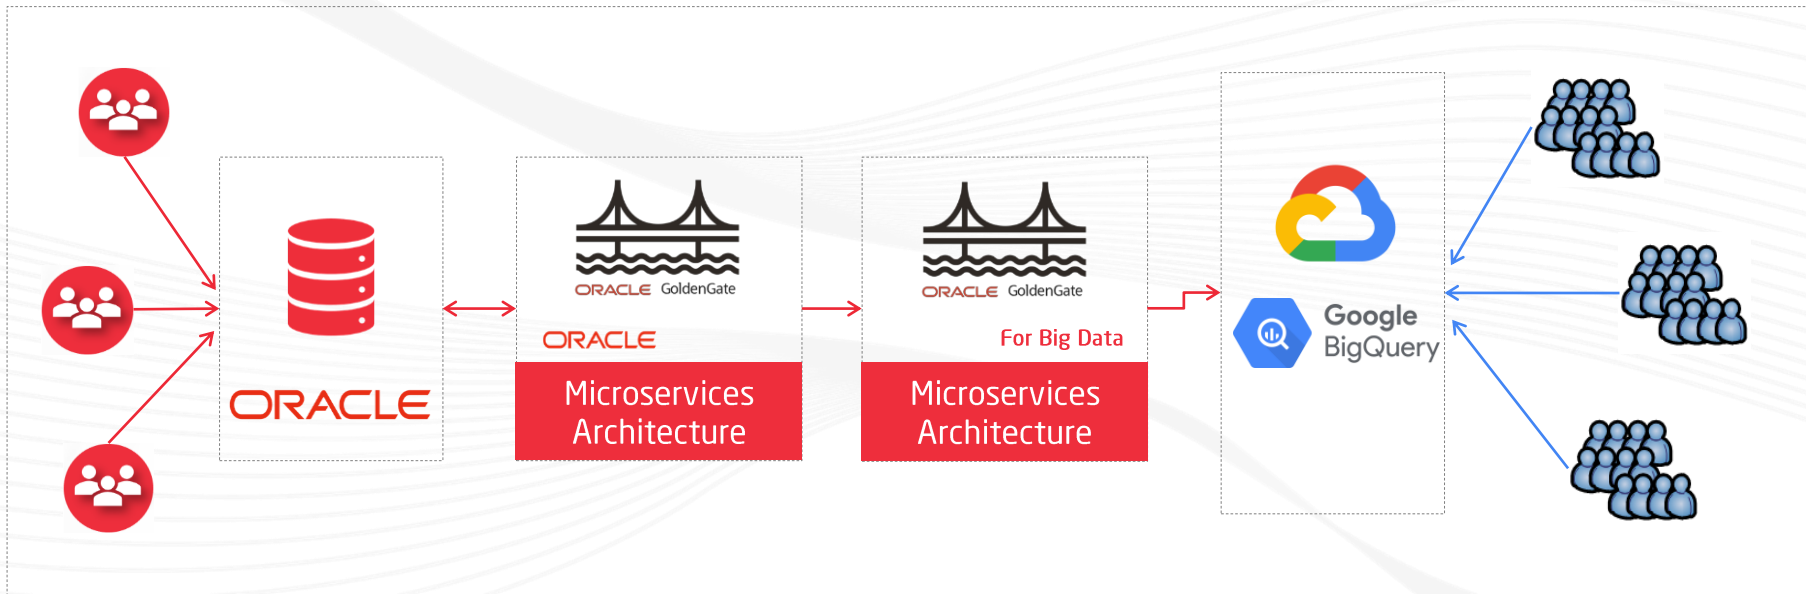 ORACLE
ORACLE GoldenGate
ORACLE
Microservices
Architecture
ORACLE GoldenGate
For Big Data
Microservices
Architecture
Google
BigQuery